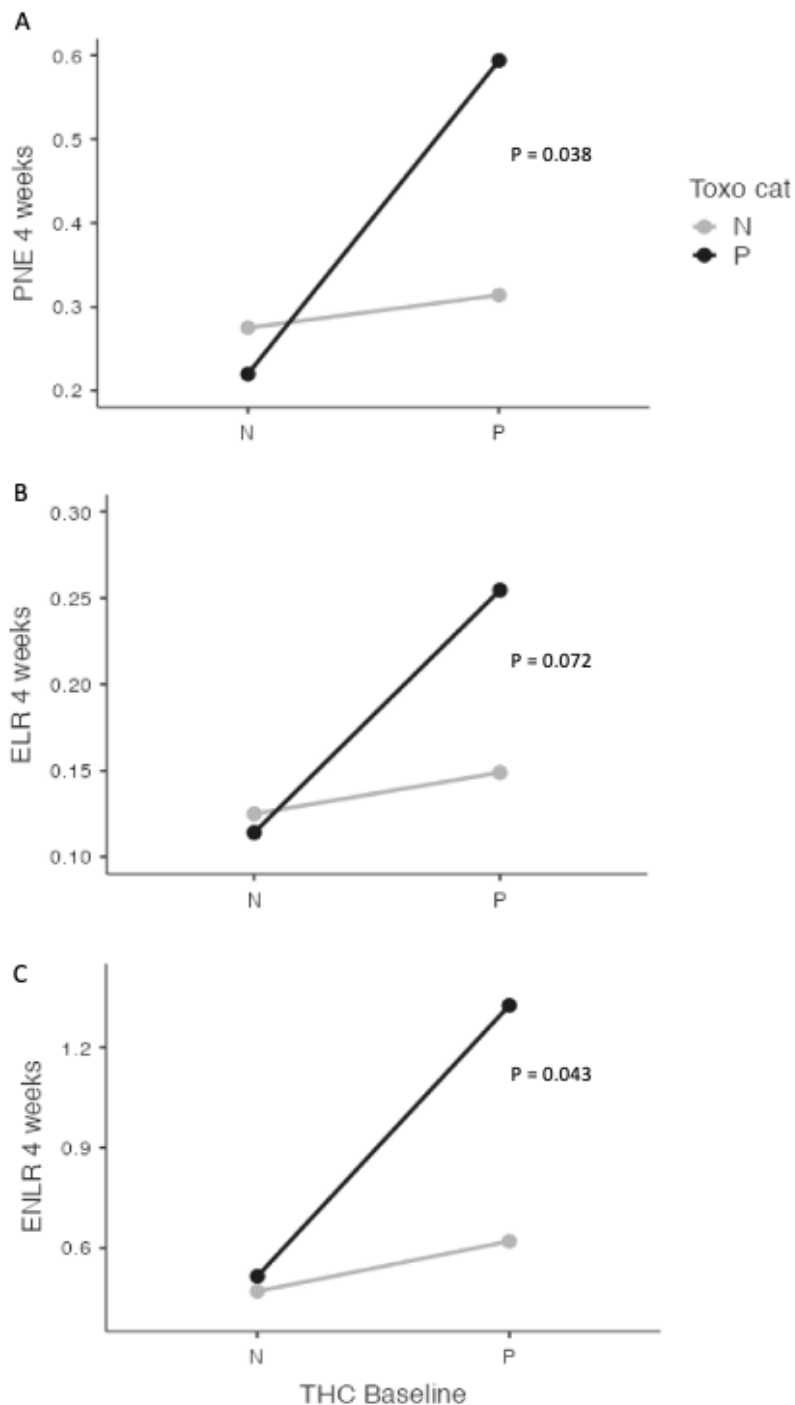 A
PNE 4 weeks
0.6
0.5
0.4
0.3
0.2
P = 0.038
N
P
Toxo cat
N
P
B
ELR 4 weeks
0.30
0.25
0.20
0.15
0.10
P = 0.072
N
P
C
ENLR 4 weeks
1.2
0.9
0.6
P = 0.043
N
P
THC Baseline